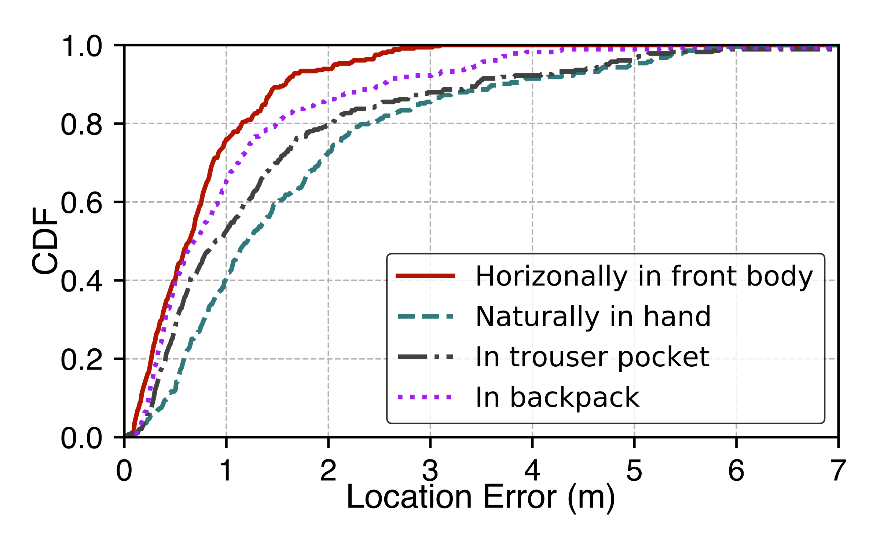 1.0
0.8
0.6
0.4
0.2
0.0
CDF
Horizonally in front body
Naturally in hand
In trouser pocket
In backpack
0 1 2 3 4 5 6 7
Location Error (m)